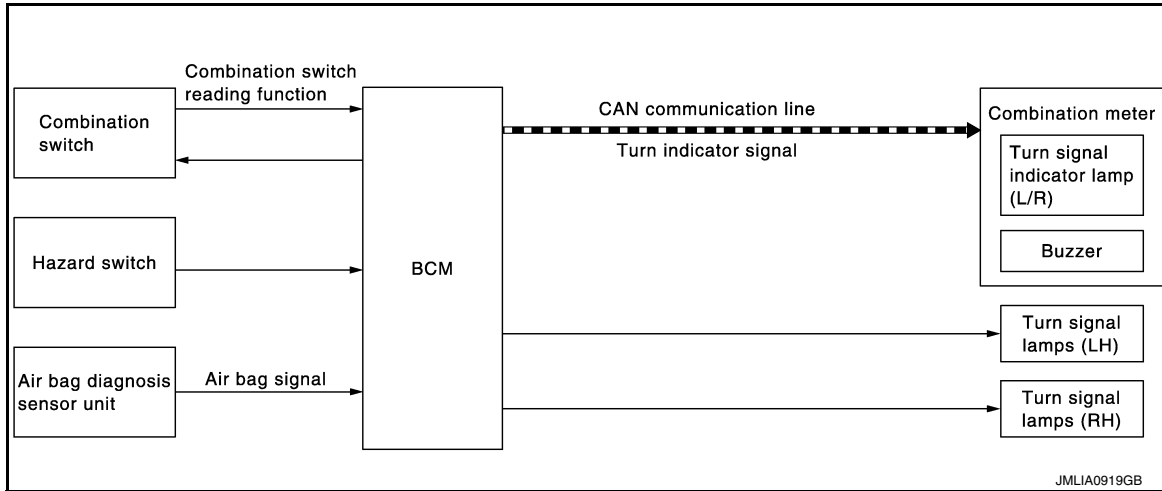 Combination switch
reading function
Combination
switch
Hazard switch
Air bag diagnosis
sensor unit
Air bag signal
BCM
CAN communication line
Turn indicator signal
Combination meter
Turn signal
indicator lamp
(L/R)
Buzzer
Turn signal
lamps (LH)
Turn signal
lamps (RH)
JMLIA0919GB